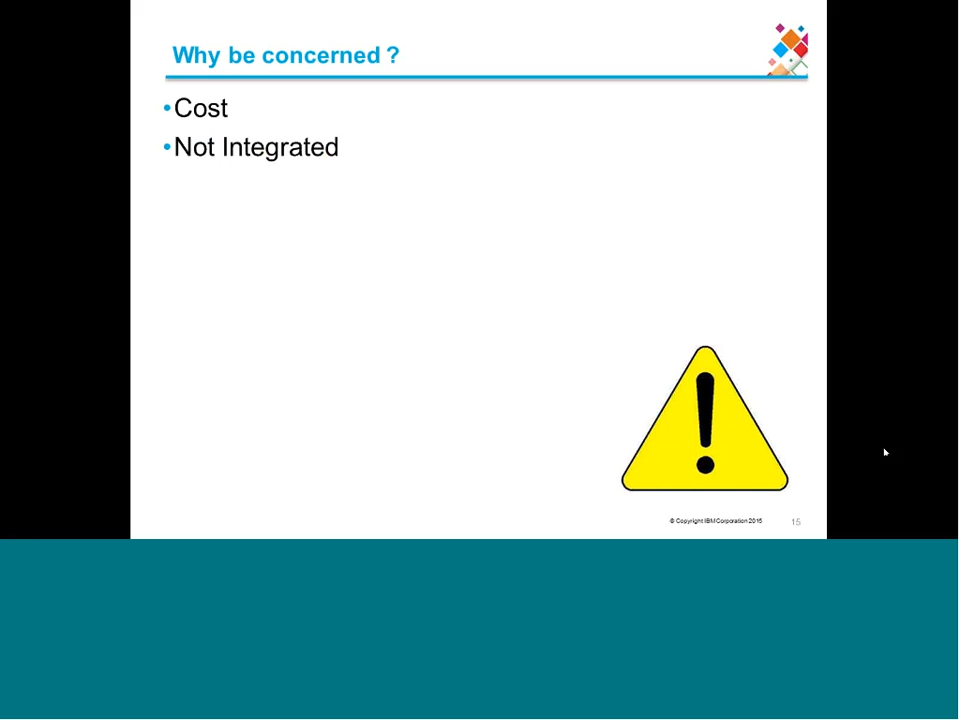 Why be concerned ?
•Cost
•Not Integrated
© Copyright IBM Corporation 2015
15